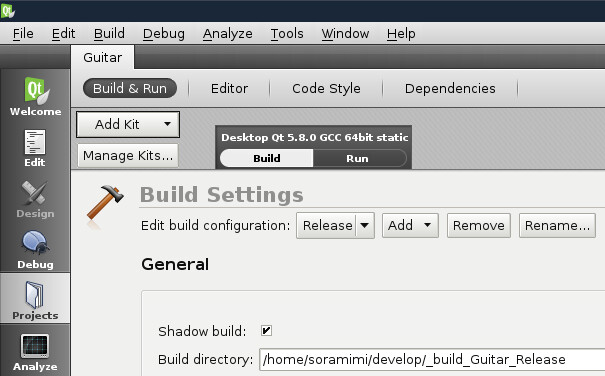 File Edit Build Debug Analyze Tools Window Help
Guitar
Build & Run Editor Code Style Dependencies
Qt
Welcome
Edit
Design
Debug
Projects
Analyze
Add Kit
Manage Kits...
Desktop Qt 5.8.0 GCC 64bit static
Build Run
Build Settings
Edit build configuration: Release Add Remove Rename...
General
Shadow build:
Build directory: /home/soramimi/develop/_build_Guitar_Release